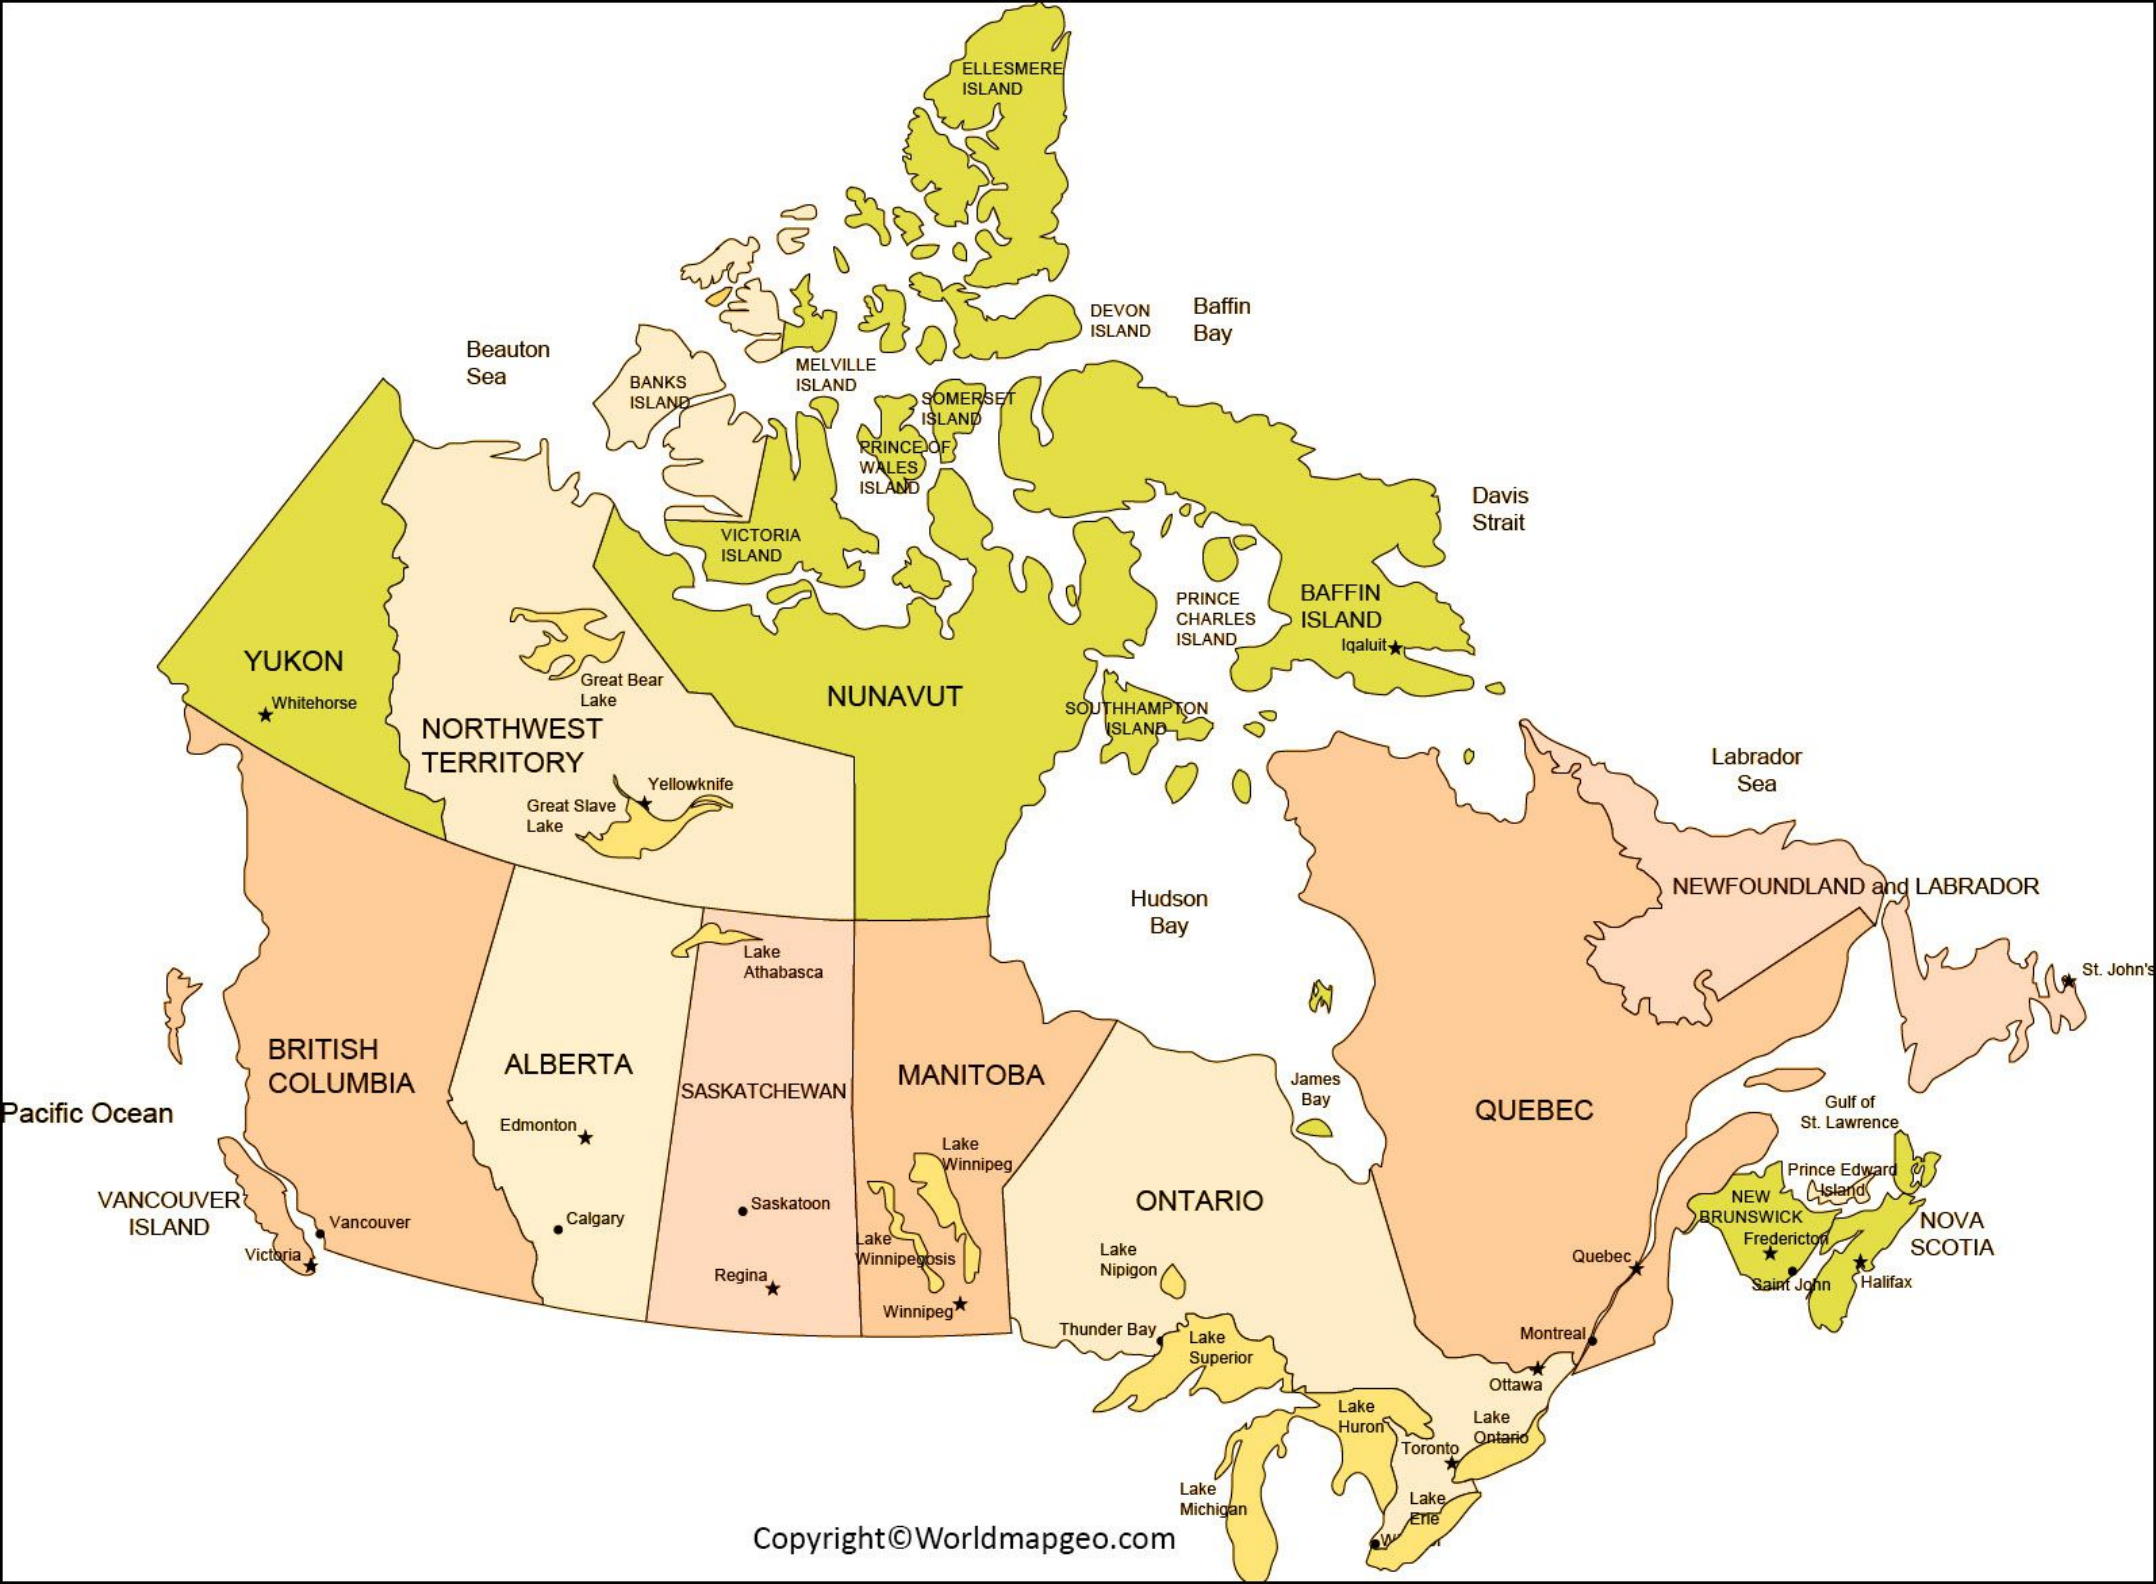 ELLESMERE
ISLAND
DEVON
ISLAND
Baffin
Bay
Beauton
Sea
MELVILLE
ISLAND
BANKS
ISLAND
SOMERSET
ISLAND
PRINCE OF
WALES
ISLAND
Davis
Strait
VICTORIA
ISLAND
PRINCE
CHARLES
ISLAND
BAFFIN
ISLAND
Iqaluit
YUKON
Whitehorse
Great Bear
Lake
NUNAVUT
SOUTHHAMPTON
ISLAND
NORTHWEST
TERRITORY
Yellowknife
Great Slave
Lake
Labrador
Sea
Hudson
Bay
NEWFOUNDLAND and LABRADOR
Lake
Athabasca
St. John's
BRITISH
COLUMBIA
ALBERTA
SASKATCHEWAN
MANITOBA
James
Bay
QUEBEC
Gulf of
St. Lawrence
Pacific Ocean
Edmonton
Lake
Winnipeg
Prince Edward
Island
VANCOUVER
ISLAND
Vancouver
Victoria
Calgary
Saskatoon
Regina
Lake
Winnipegosis
Winnipeg
ONTARIO
Lake
Nipigon
NEW
BRUNSWICK
Fredericton
Saint John
NOVA
SCOTIA
Halifax
Quebec
Montreal
Thunder Bay
Lake
Superior
Ottawa
Lake
Huron
Lake
Ontario
Toronto
Lake
Michigan
Lake
Erie
Copyright©Worldmapgeo.com